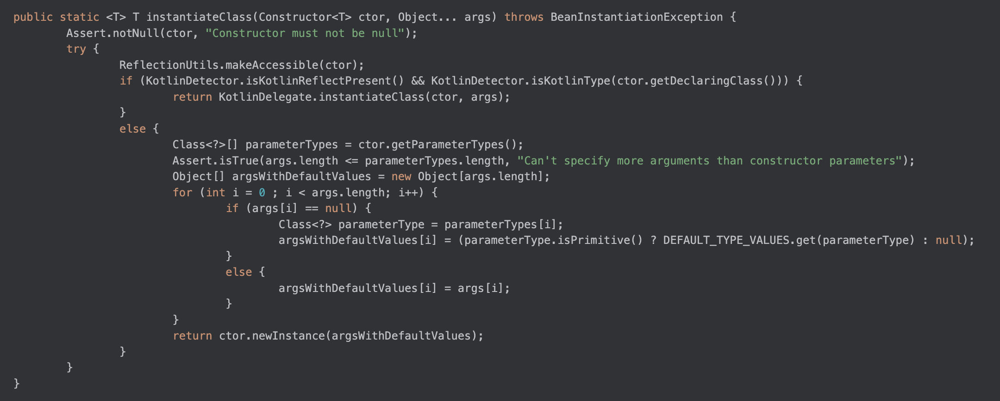 public static <T> T instantiateClass(Constructor<T> ctor, Object... args) throws BeanInstantiationException {
        Assert.notNull(ctor, "Constructor must not be null");
        try {
                ReflectionUtils.makeAccessible(ctor);
                if (KotlinDetector.isKotlinReflectPresent() && KotlinDetector.isKotlinType(ctor.getDeclaringClass())) {
                        return KotlinDelegate.instantiateClass(ctor, args);
                }
                else {
                        Class<?>[] parameterTypes = ctor.getParameterTypes();
                        Assert.isTrue(args.length <= parameterTypes.length, "Can't specify more arguments than constructor parameters");
                        Object[] argsWithDefaultValues = new Object[args.length];
                        for (int i = 0 ; i < args.length; i++) {
                                if (args[i] == null) {
                                        Class<?> parameterType = parameterTypes[i];
                                        argsWithDefaultValues[i] = (parameterType.isPrimitive() ? DEFAULT_TYPE_VALUES.get(parameterType) : null);
                                }
                                else {
                                        argsWithDefaultValues[i] = args[i];
                                }
                        }
                        return ctor.newInstance(argsWithDefaultValues);
                }
        }
}